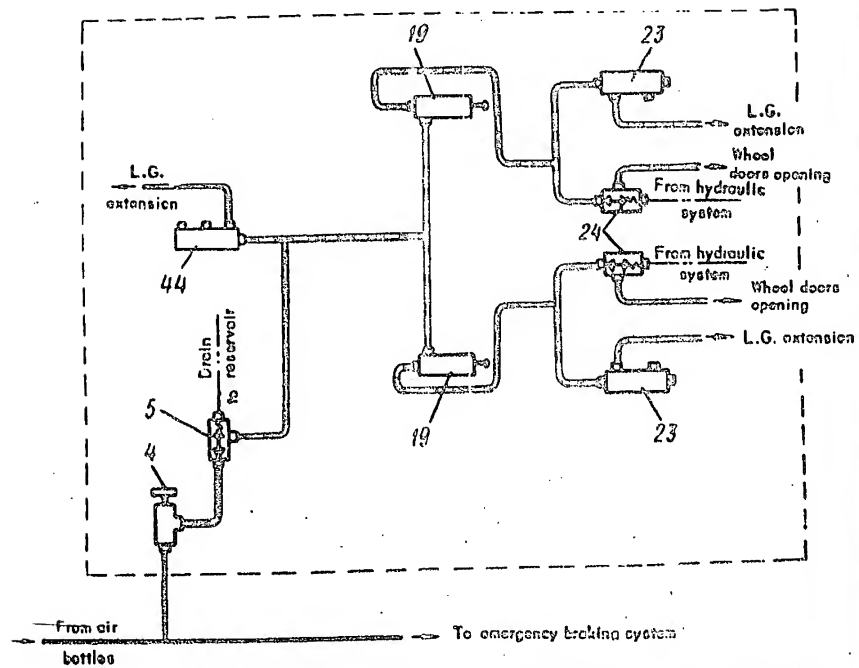 19
23
L.G.
extension
Wheel
doors opening
L.G.
extension
From hydraulic
system
24
44
From hydraulic
system
Wheel doors
opening
Drain
to reservoir
L.G. extension
5
19
23
4
From air
bottles
To emergency braking system